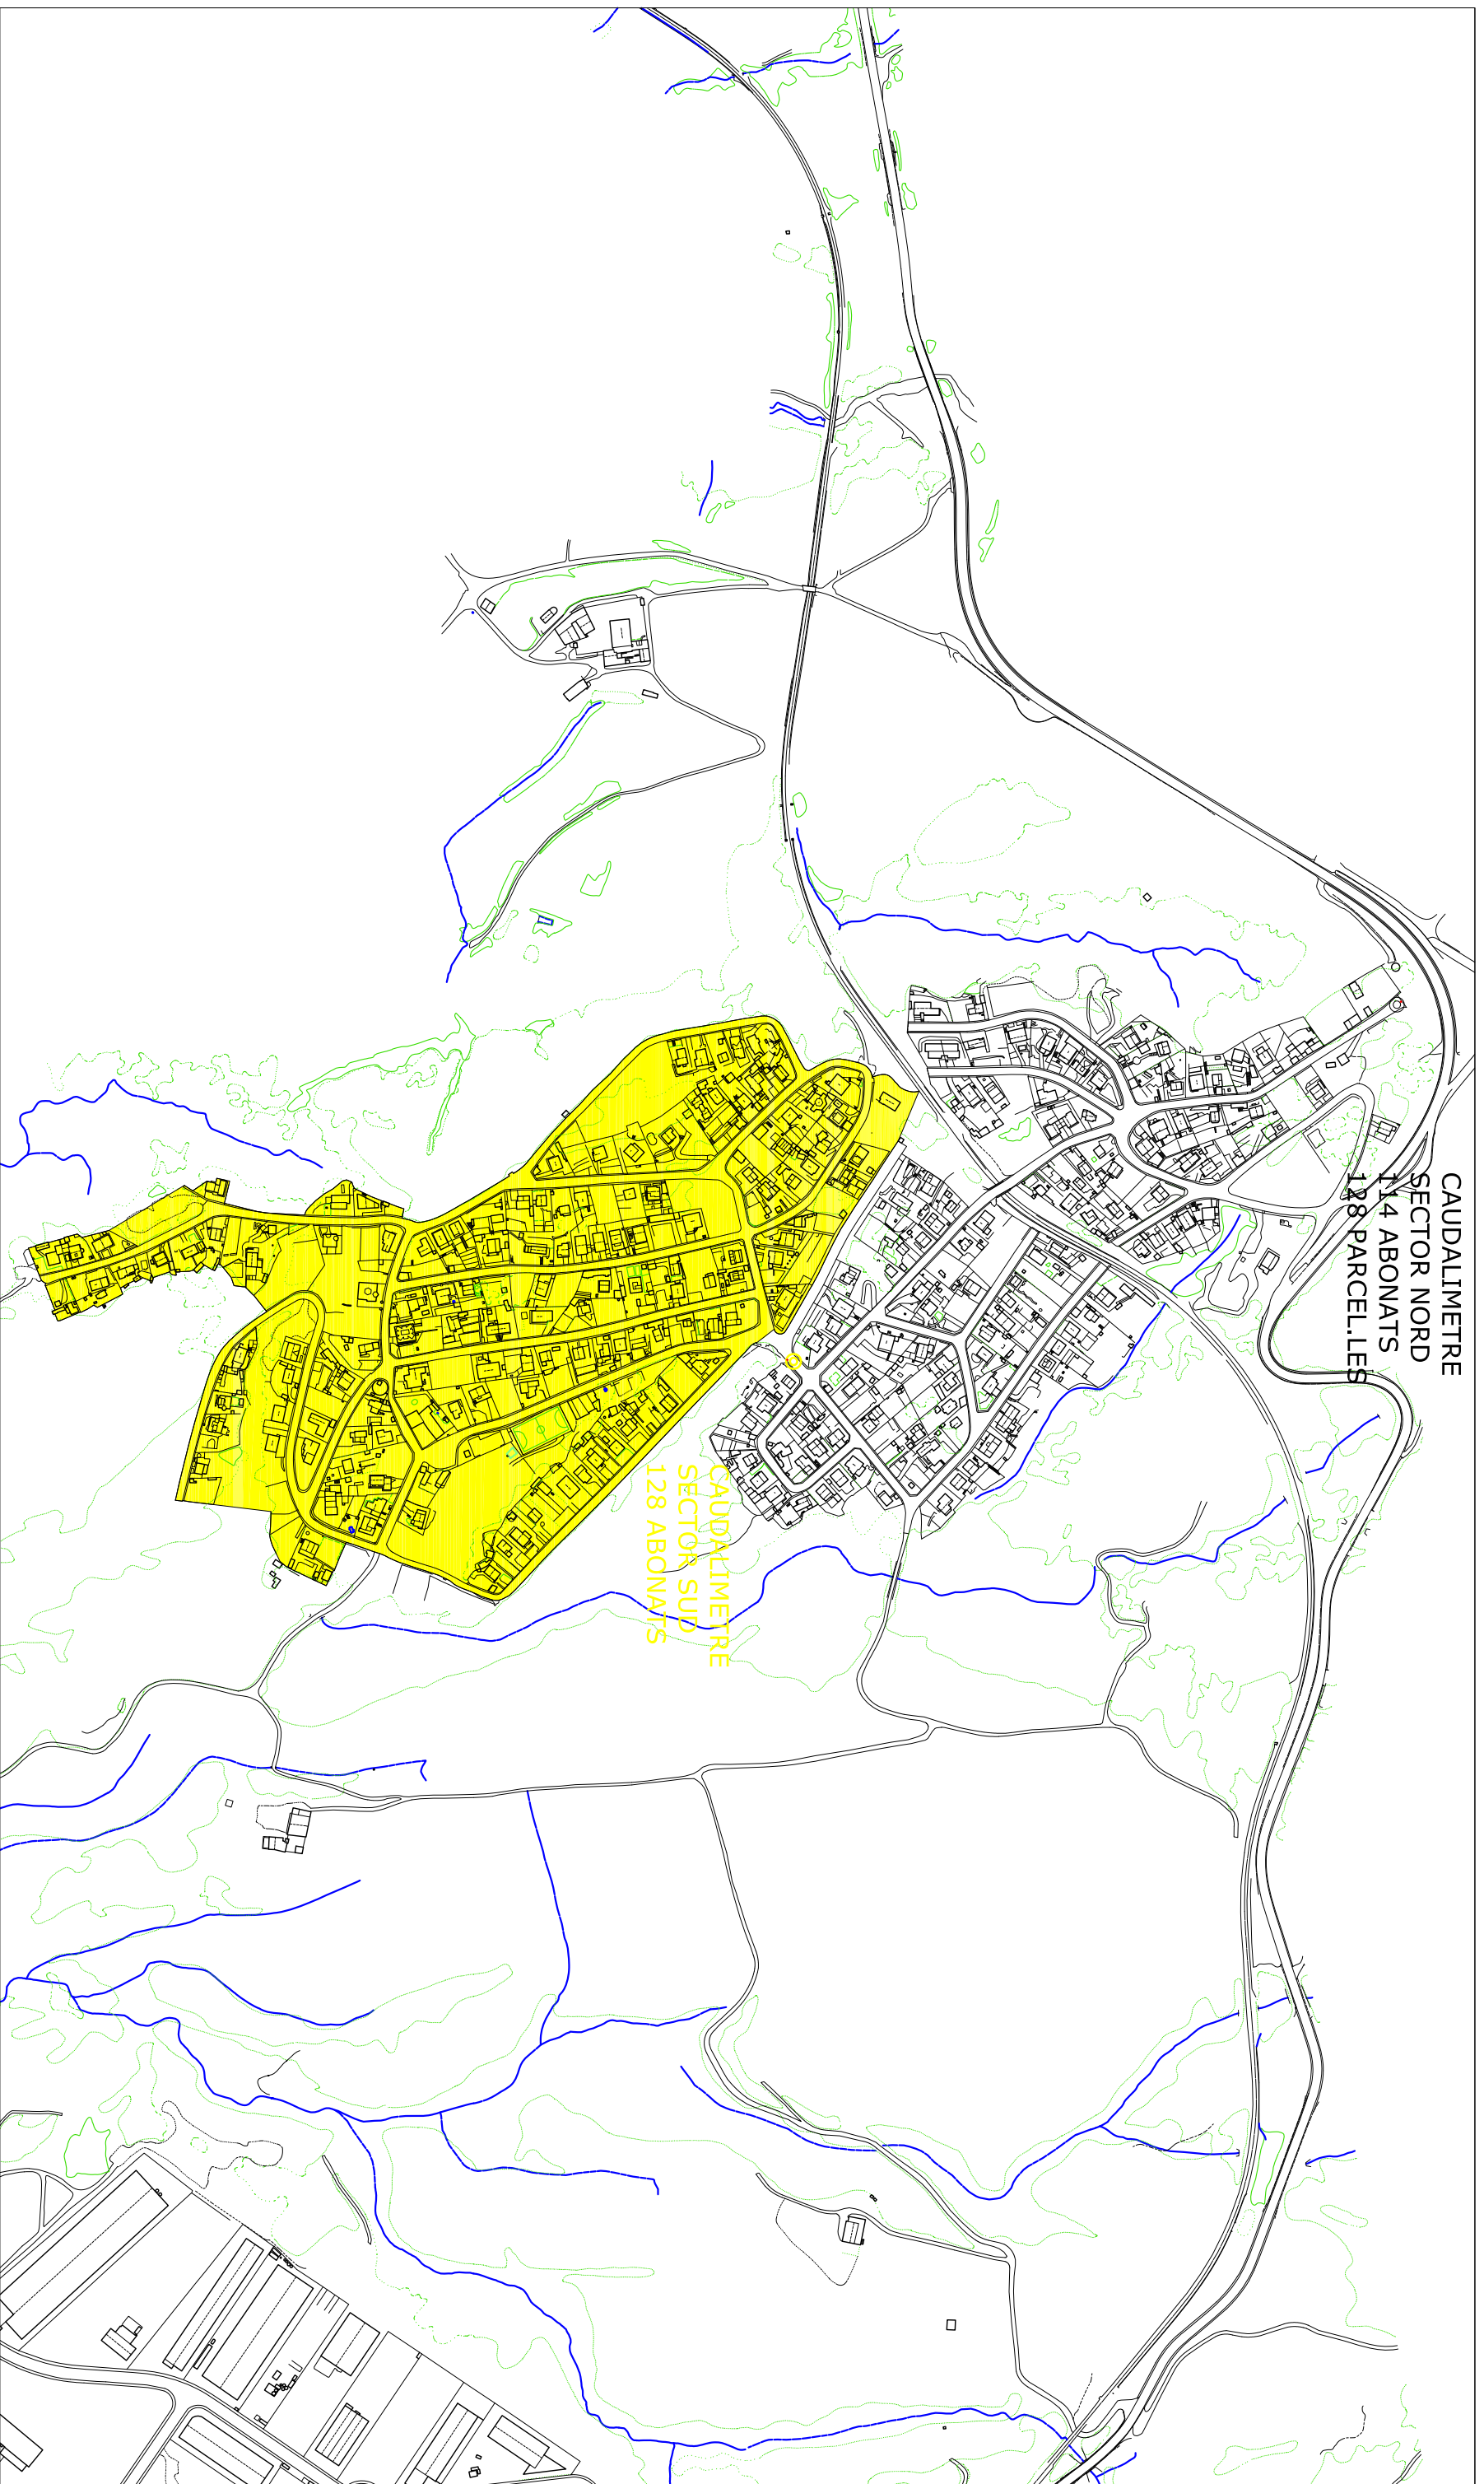 CAUDALIMETRE
SECTOR NORD
114 ABONATS
128 PARCEL.LES
CAUDALIMETRE
SECTOR SUD
128 ABONATS